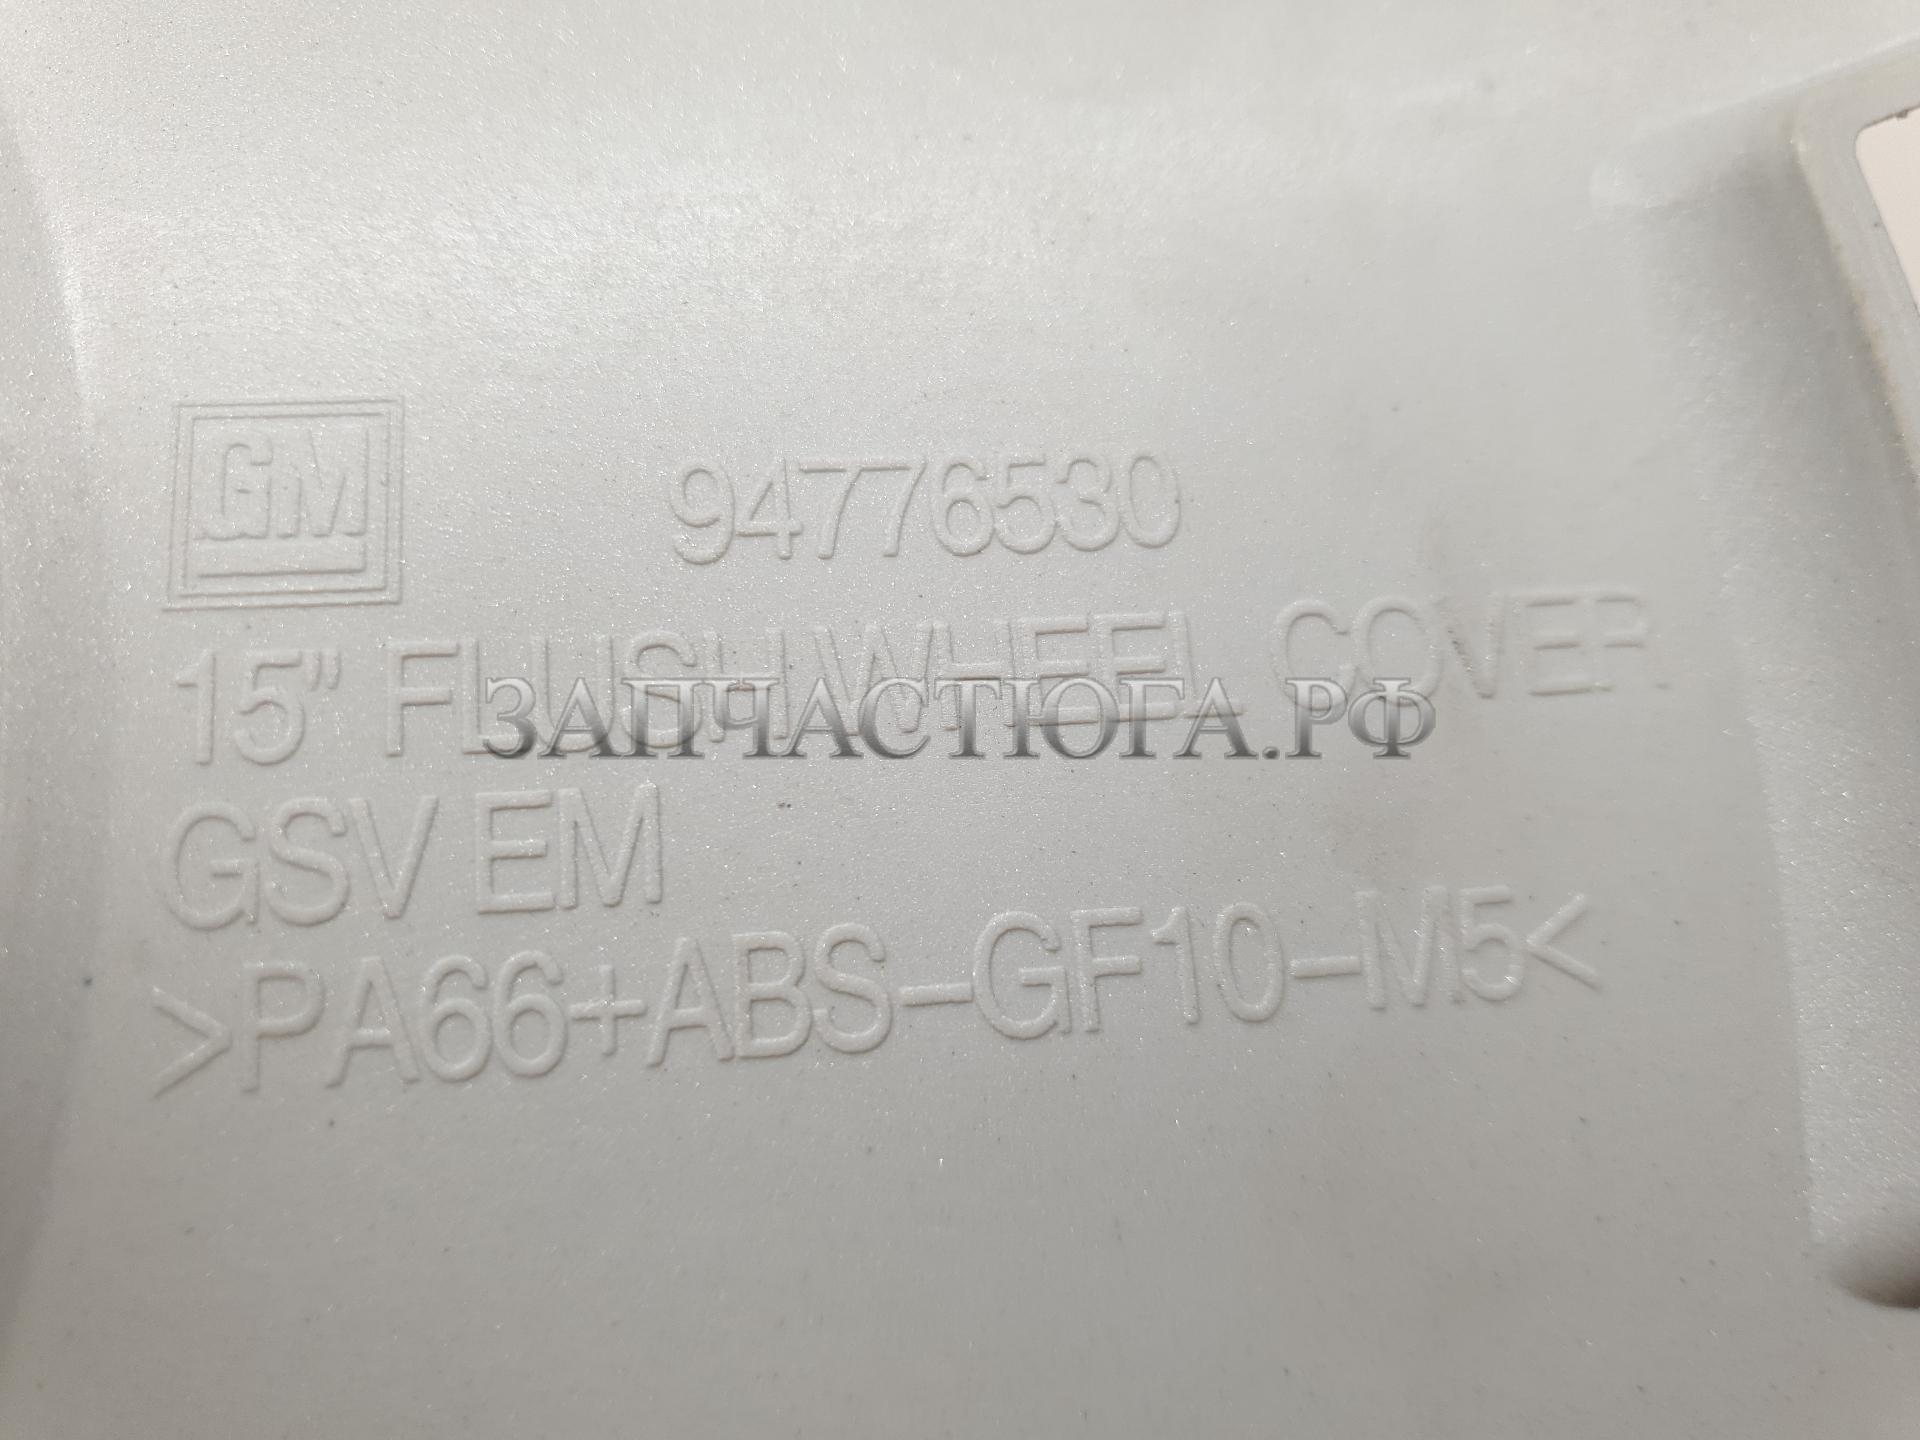 GM
94776530
15" FLUSH WHEEL COVER
ЗАПЧАСТЮГА.РФ
GSV EM
>PA66+ABS-GF10-M5<